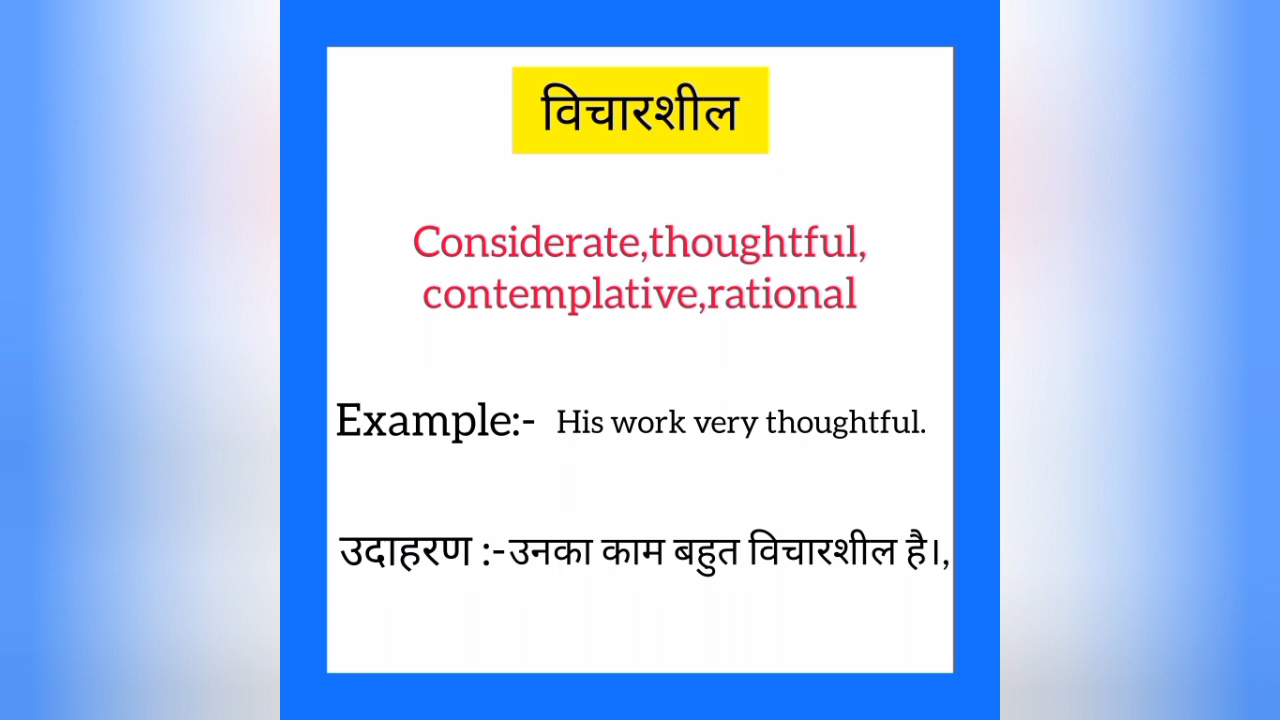 विचारशील
Considerate,thoughtful,
contemplative,rational
Example:- His work very thoughtful.
उदाहरण :-उनका काम बहुत विचारशील है।,